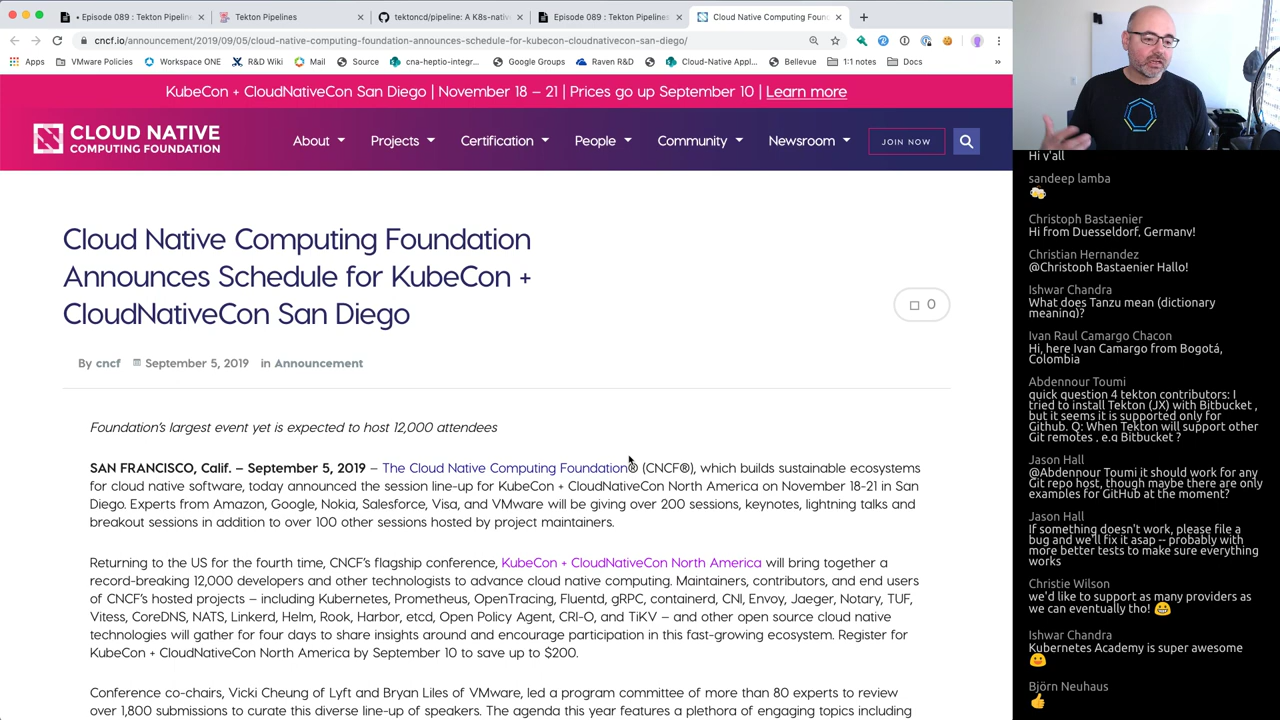 • Episode 089 : Tekton Pipelin
Tekton Pipelines
tektoncd/pipeline: A K8s-nativ
Episode 089 : Tekton Pipelines
Cloud Native Computing Foun
cncf.io/announcement/2019/09/05/cloud-native-computing-foundation-announces-schedule-for-kubecon-cloudnativecon-san-diego/
Apps
VMware Policies
Workspace ONE
R&D Wiki
Mail
Source
cna-heptio-integr...
Google Groups
Raven R&D
Cloud-Native Appl...
Bellevue
1:1 notes
Docs
»
KubeCon + CloudNativeCon San Diego | November 18 – 21 | Prices go up September 10 | Learn more
CLOUD NATIVE
COMPUTING FOUNDATION
About
Projects
Certification
People
Community
Newsroom
JOIN NOW
Cloud Native Computing Foundation
Announces Schedule for KubeCon +
CloudNativeCon San Diego
0
By cncf September 5, 2019 in Announcement
Foundation's largest event yet is expected to host 12,000 attendees
SAN FRANCISCO, Calif. – September 5, 2019 – The Cloud Native Computing Foundation® (CNCF®), which builds sustainable ecosystems
for cloud native software, today announced the session line-up for KubeCon + CloudNativeCon North America on November 18-21 in San
Diego. Experts from Amazon, Google, Nokia, Salesforce, Visa, and VMware will be giving over 200 sessions, keynotes, lightning talks and
breakout sessions in addition to over 100 other sessions hosted by project maintainers.
Returning to the US for the fourth time, CNCF's flagship conference, KubeCon + CloudNativeCon North America will bring together a
record-breaking 12,000 developers and other technologists to advance cloud native computing. Maintainers, contributors, and end users
of CNCF's hosted projects – including Kubernetes, Prometheus, OpenTracing, Fluentd, gRPC, containerd, CNI, Envoy, Jaeger, Notary, TUF,
Vitess, CoreDNS, NATS, Linkerd, Helm, Rook, Harbor, etcd, Open Policy Agent, CRI-O, and TiKV – and other open source cloud native
technologies will gather for four days to share insights around and encourage participation in this fast-growing ecosystem. Register for
KubeCon + CloudNativeCon North America by September 10 to save up to $200.
Conference co-chairs, Vicki Cheung of Lyft and Bryan Liles of VMware, led a program committee of more than 80 experts to review
over 1,800 submissions to curate this diverse line-up of speakers. The agenda this year features a plethora of engaging topics including
Hi y'all
sandeep lamba
🍻
Christoph Bastaenier
Hi from Duesseldorf, Germany!
Christian Hernandez
@Christoph Bastaenier Hallo!
Ishwar Chandra
What does Tanzu mean (dictionary
meaning)?
Ivan Raul Camargo Chacon
Hi, here Ivan Camargo from Bogotá,
Colombia
Abdennour Toumi
quick question 4 tekton contributors: I
tried to install Tekton (JX) with Bitbucket ,
but it seems it is supported only for
Github. Q: When Tekton will support other
Git remotes , e.g Bitbucket ?
Jason Hall
@Abdennour Toumi it should work for any
Git repo host, though maybe there are only
examples for GitHub at the moment?
Jason Hall
If something doesn't work, please file a
bug and we'll fix it asap -- probably with
more better tests to make sure everything
works
Christie Wilson
we'd like to support as many providers as
we can eventually tho! 😁
Ishwar Chandra
Kubernetes Academy is super awesome
😀
Björn Neuhaus
👍